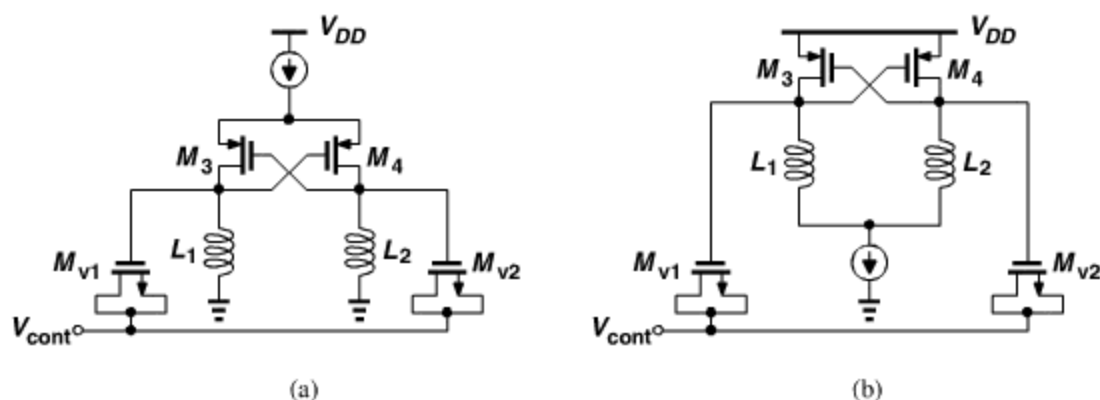 V_DD
M_3 M_4
L_1 L_2
M_v1 M_v2
V_cont
(a)
V_DD
M_3 M_4
L_1 L_2
M_v1 M_v2
V_cont
(b)